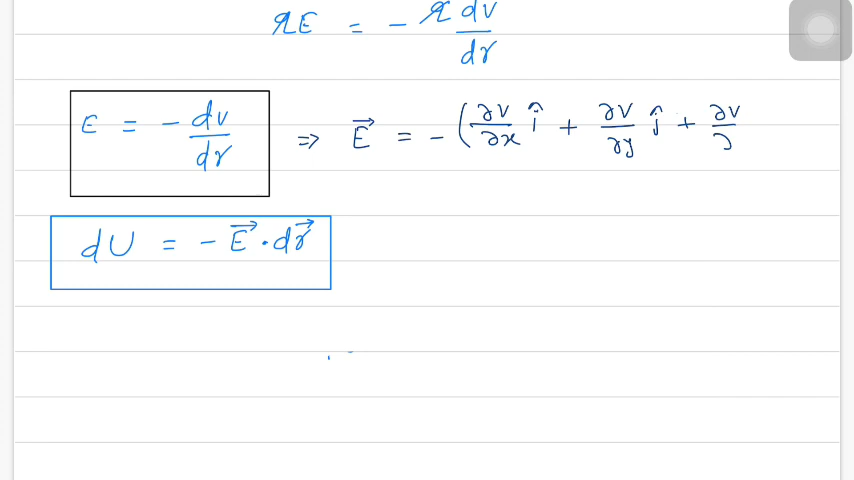 qE = - q dv/dr
E = - dv/dr ⇒ E⃗ = - (∂v/∂x î + ∂v/∂y ĵ + ∂v/∂
dU = - E⃗ · dr⃗